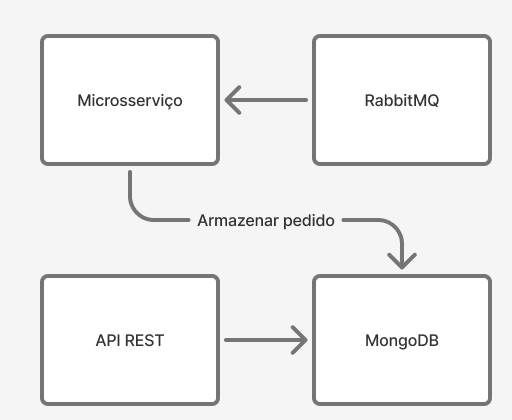 Microsserviço
RabbitMQ
Armazenar pedido
API REST
MongoDB